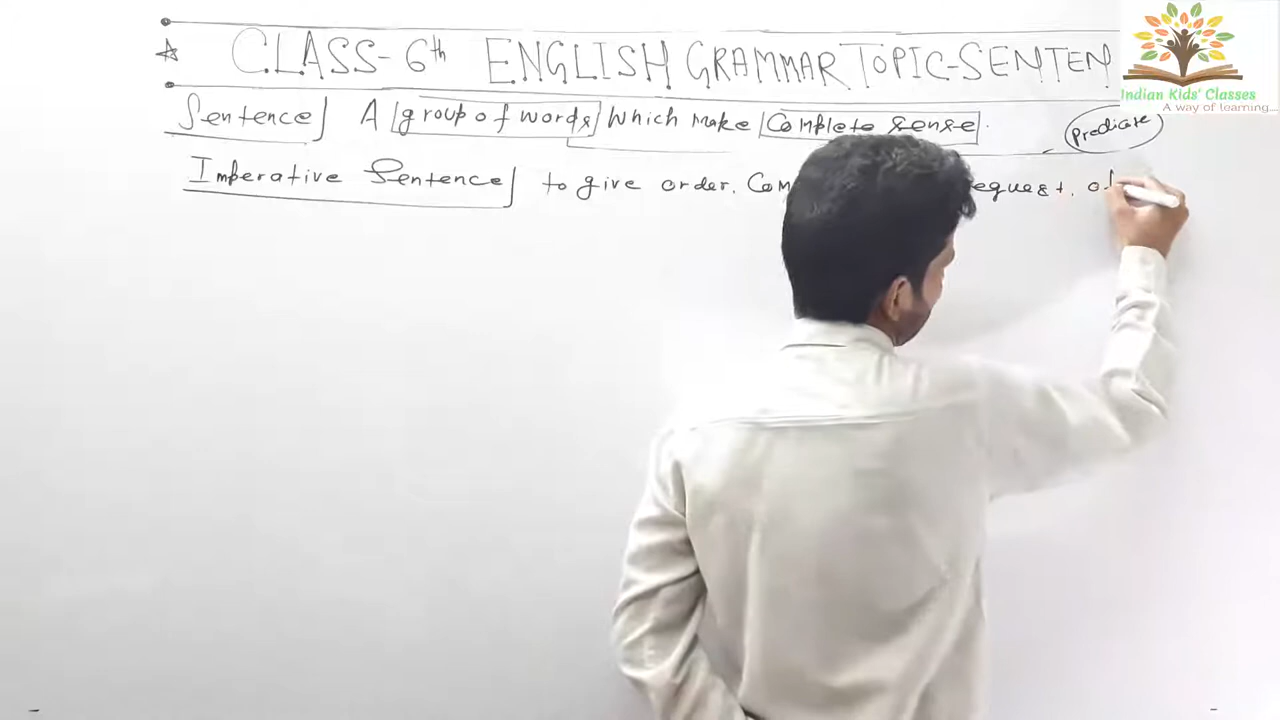 CLASS-6th ENGLISH GRAMMAR TOPIC-SENTEN
Indian Kids' Classes
A way of learning....
Sentence] A group of words which make Complete sense.
predicate
Imperative Sentence] to give order. Com equest.